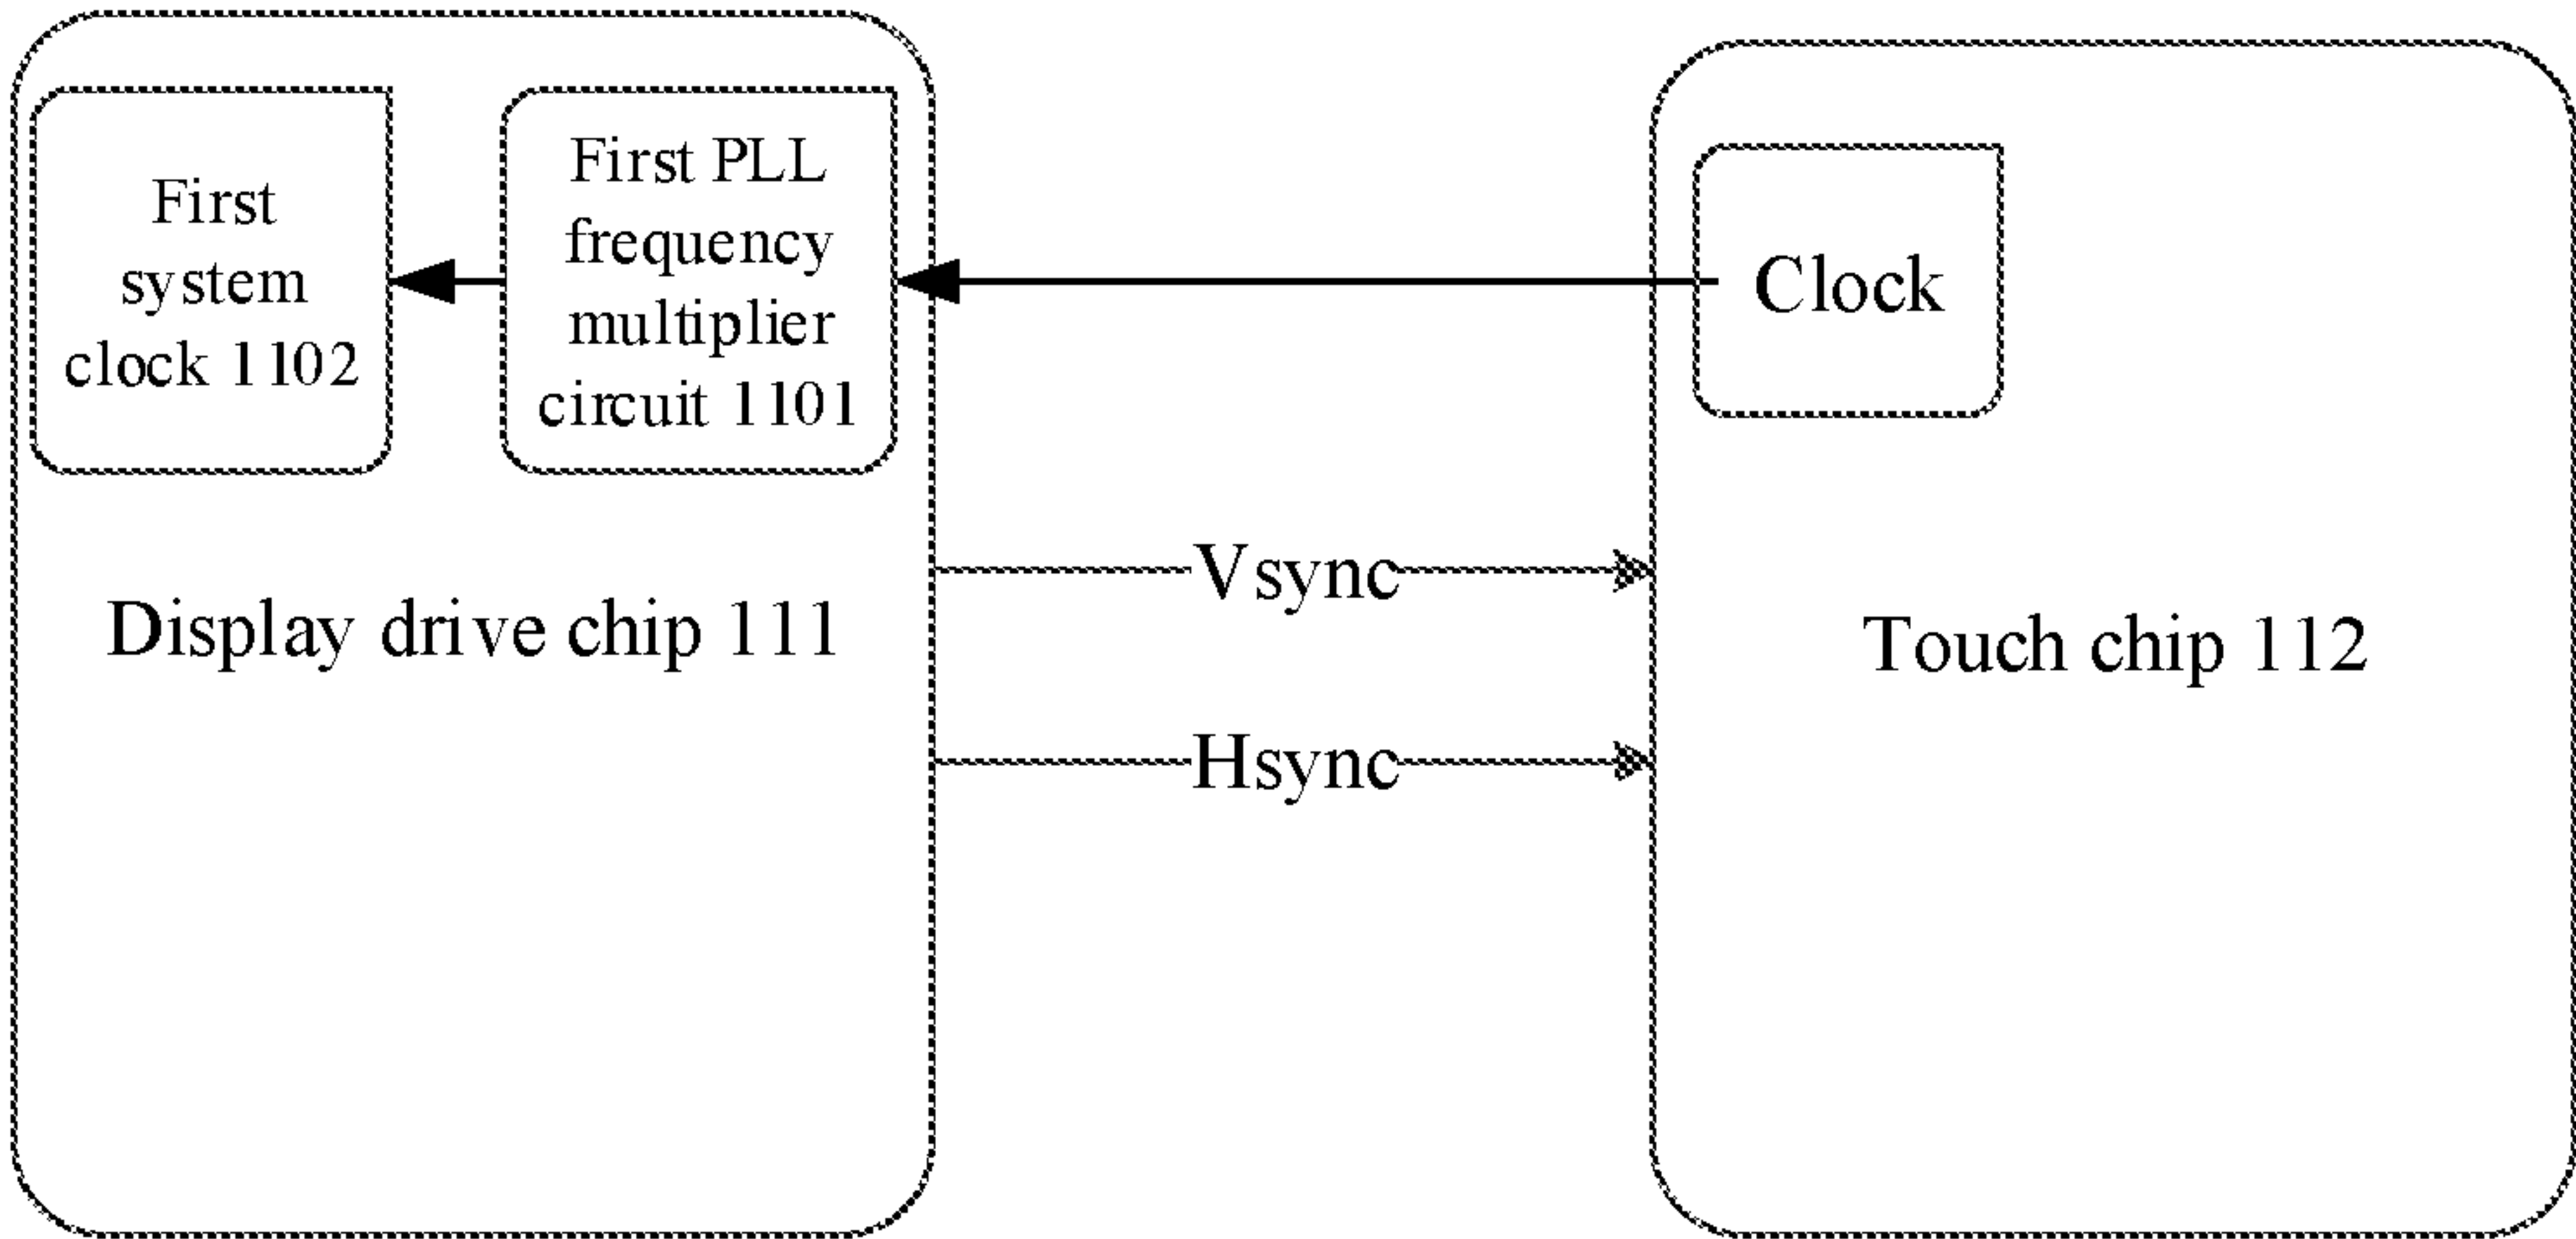 First
system
clock 1102
First PLL
frequency
multiplier
circuit 1101
Clock
Vsync
Display drive chip 111
Touch chip 112
Hsync